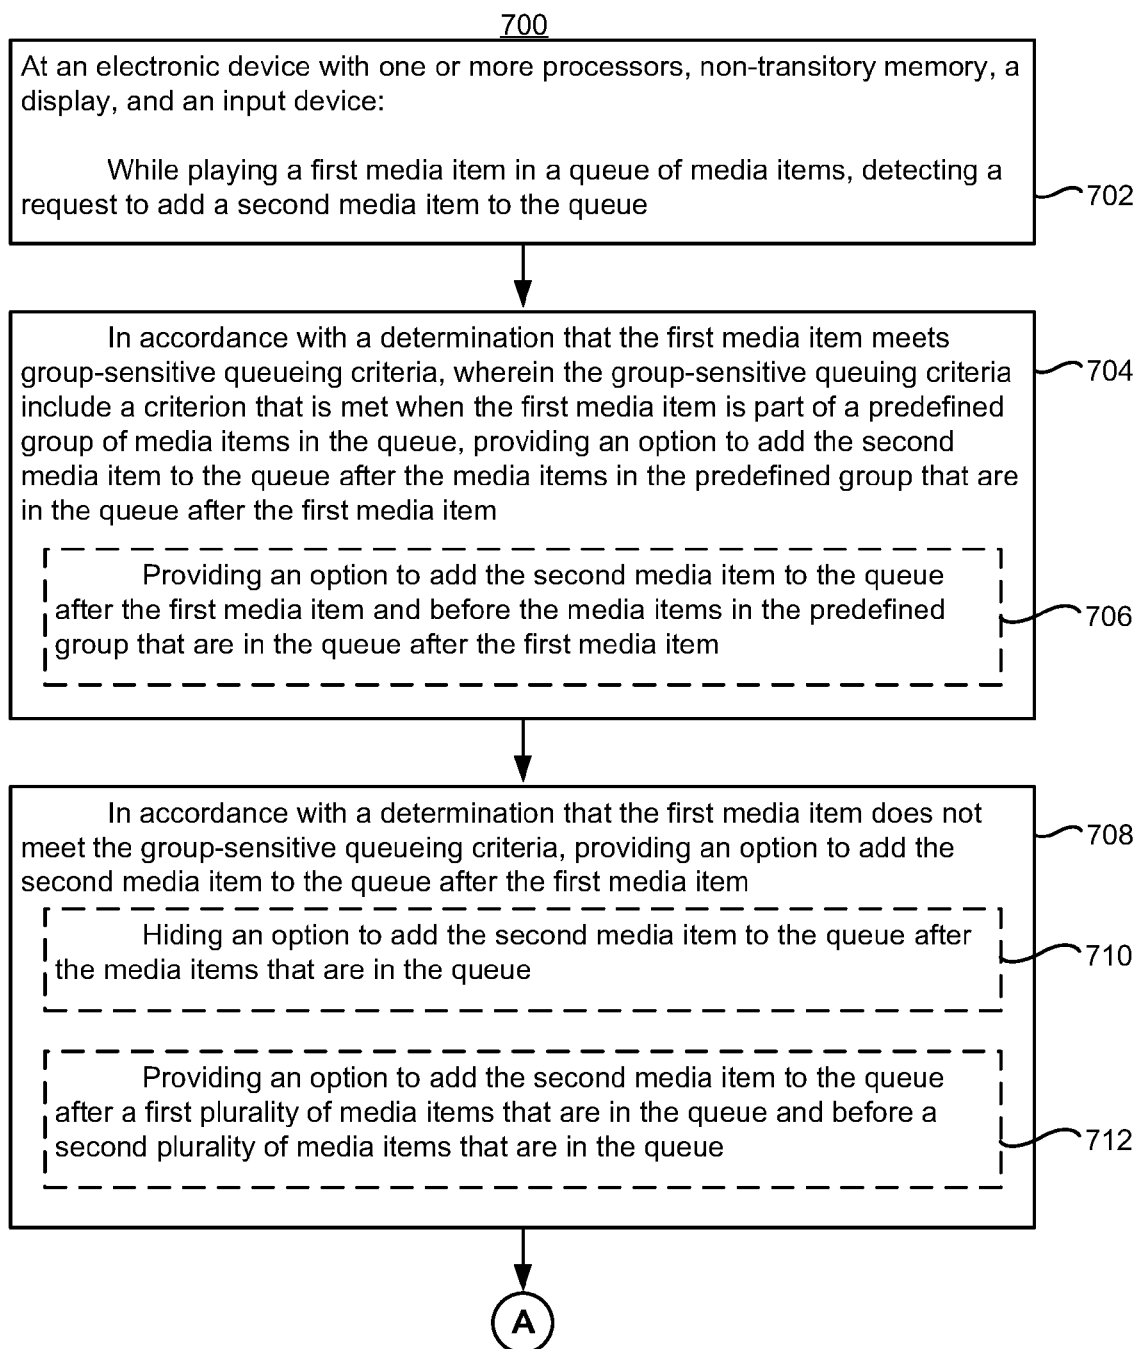 700
At an electronic device with one or more processors, non-transitory memory, a
display, and an input device:
While playing a first media item in a queue of media items, detecting a
request to add a second media item to the queue
702
In accordance with a determination that the first media item meets
group-sensitive queueing criteria, wherein the group-sensitive queuing criteria
include a criterion that is met when the first media item is part of a predefined
group of media items in the queue, providing an option to add the second
media item to the queue after the media items in the predefined group that are
in the queue after the first media item
704
Providing an option to add the second media item to the queue
after the first media item and before the media items in the predefined
group that are in the queue after the first media item
706
In accordance with a determination that the first media item does not
meet the group-sensitive queueing criteria, providing an option to add the
second media item to the queue after the first media item
708
Hiding an option to add the second media item to the queue after
the media items that are in the queue
710
Providing an option to add the second media item to the queue
after a first plurality of media items that are in the queue and before a
second plurality of media items that are in the queue
712
A